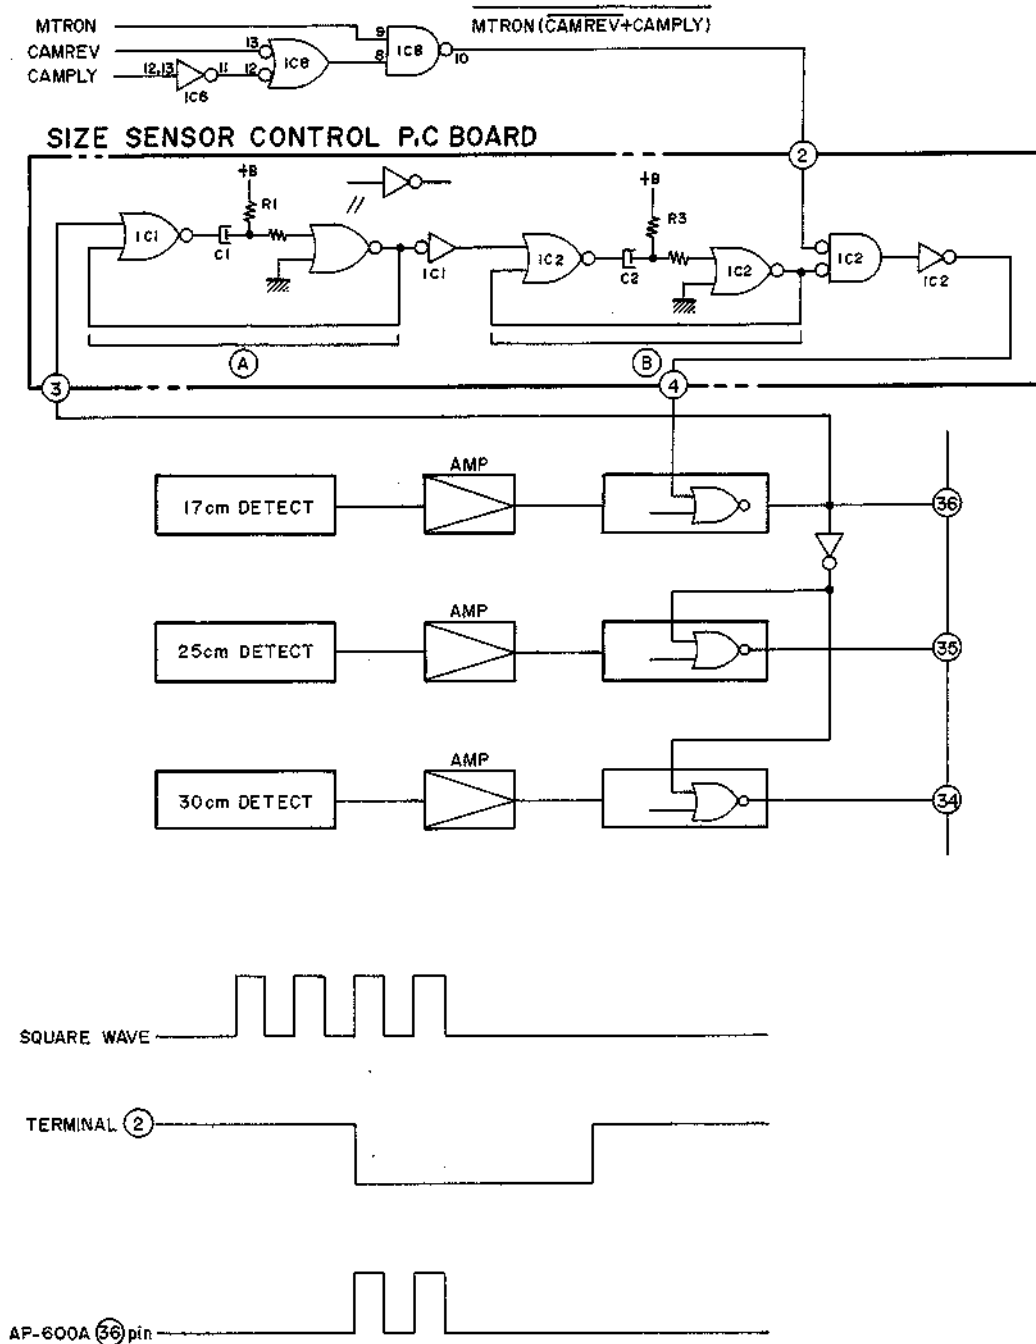 MTRON
CAMREV
CAMPLY
12,13
11
IC6
13
12
IC8
9
8
IC8
10
MTRON(CAMREV+CAMPLY)
SIZE SENSOR CONTROL P.C BOARD
2
+B
R1
IC1
C1
//
IC1
+B
R3
IC2
C2
IC2
IC2
IC2
A
B
3
4
17cm DETECT
AMP
36
25cm DETECT
AMP
35
30cm DETECT
AMP
34
SQUARE WAVE
TERMINAL 2
AP-600A 36 pin